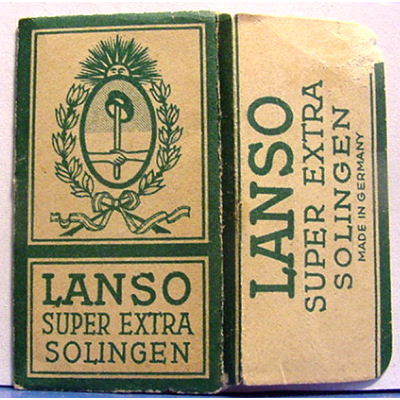 LANSO
SUPER EXTRA
SOLINGEN
LANSO
SUPER EXTRA
SOLINGEN
MADE IN GERMANY